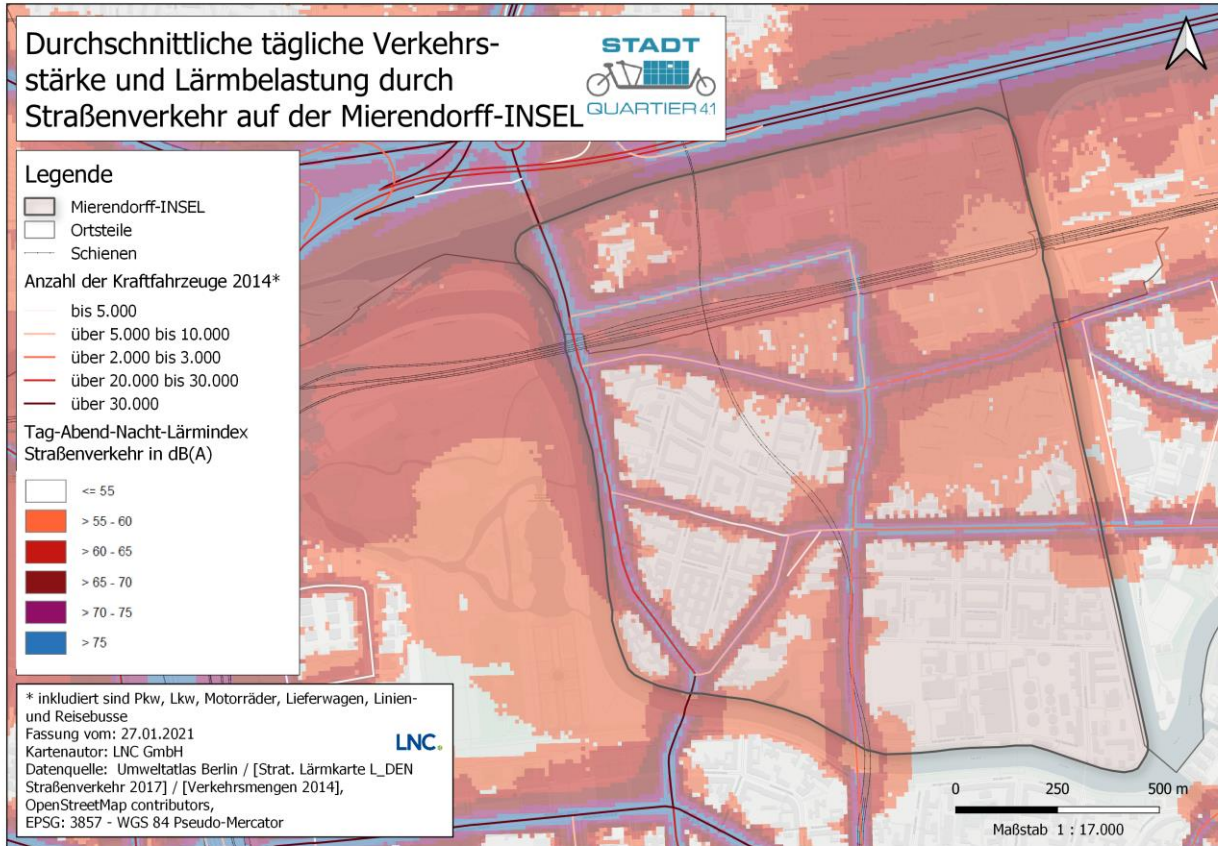 Durchschnittliche tägliche Verkehrs-
stärke und Lärmbelastung durch
Straßenverkehr auf der Mierendorff-INSEL
STADT
QUARTIER 4.1
Legende
Mierendorff-INSEL
Ortsteile
Schienen
Anzahl der Kraftfahrzeuge 2014*
bis 5.000
über 5.000 bis 10.000
über 2.000 bis 3.000
über 20.000 bis 30.000
über 30.000
Tag-Abend-Nacht-Lärmindex
Straßenverkehr in dB(A)
<= 55
> 55 - 60
> 60 - 65
> 65 - 70
> 70 - 75
> 75
* inkludiert sind Pkw, Lkw, Motorräder, Lieferwagen, Linien-
und Reisebusse
Fassung vom: 27.01.2021
Kartenautor: LNC GmbH
LNC
Datenquelle: Umweltatlas Berlin / [Strat. Lärmkarte L_DEN
Straßenverkehr 2017] / [Verkehrsmengen 2014],
OpenStreetMap contributors,
EPSG: 3857 - WGS 84 Pseudo-Mercator
0 250 500 m
Maßstab 1 : 17.000